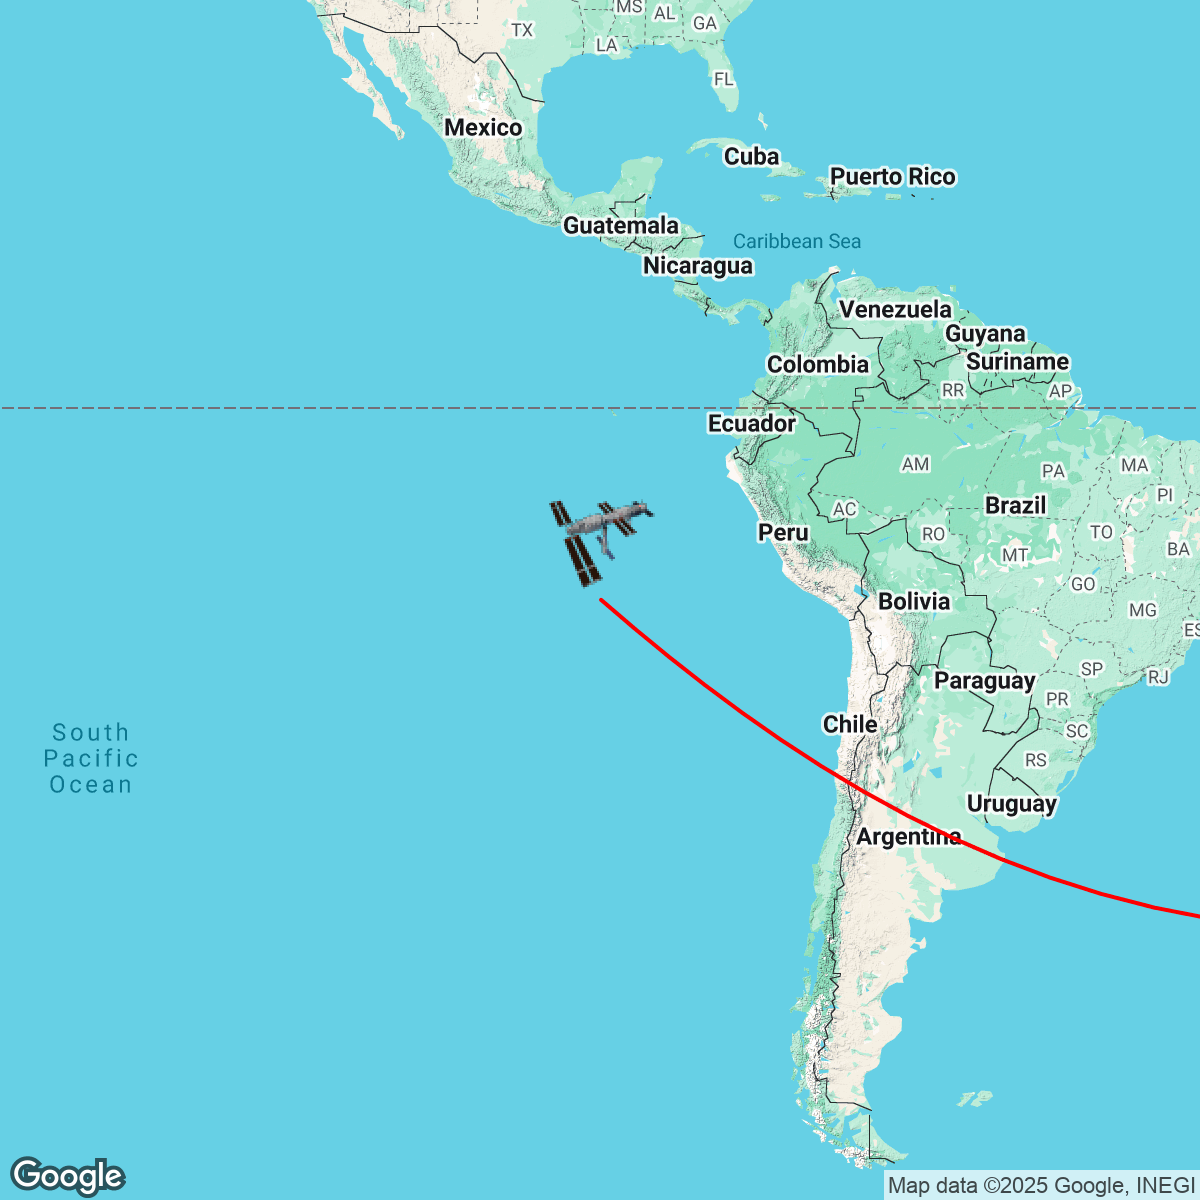 MS
AL
GA
TX
LA
FL
Mexico
Cuba
Puerto Rico
Guatemala
Caribbean Sea
Nicaragua
Venezuela
Guyana
Colombia
Suriname
RR
AP
Ecuador
AM
PA
MA
PI
AC
Brazil
Peru
RO
TO
MT
BA
GO
Bolivia
MG
ES
Paraguay
SP
RJ
PR
Chile
SC
South
Pacific
Ocean
RS
Uruguay
Argentina
Google
Map data ©2025 Google, INEGI